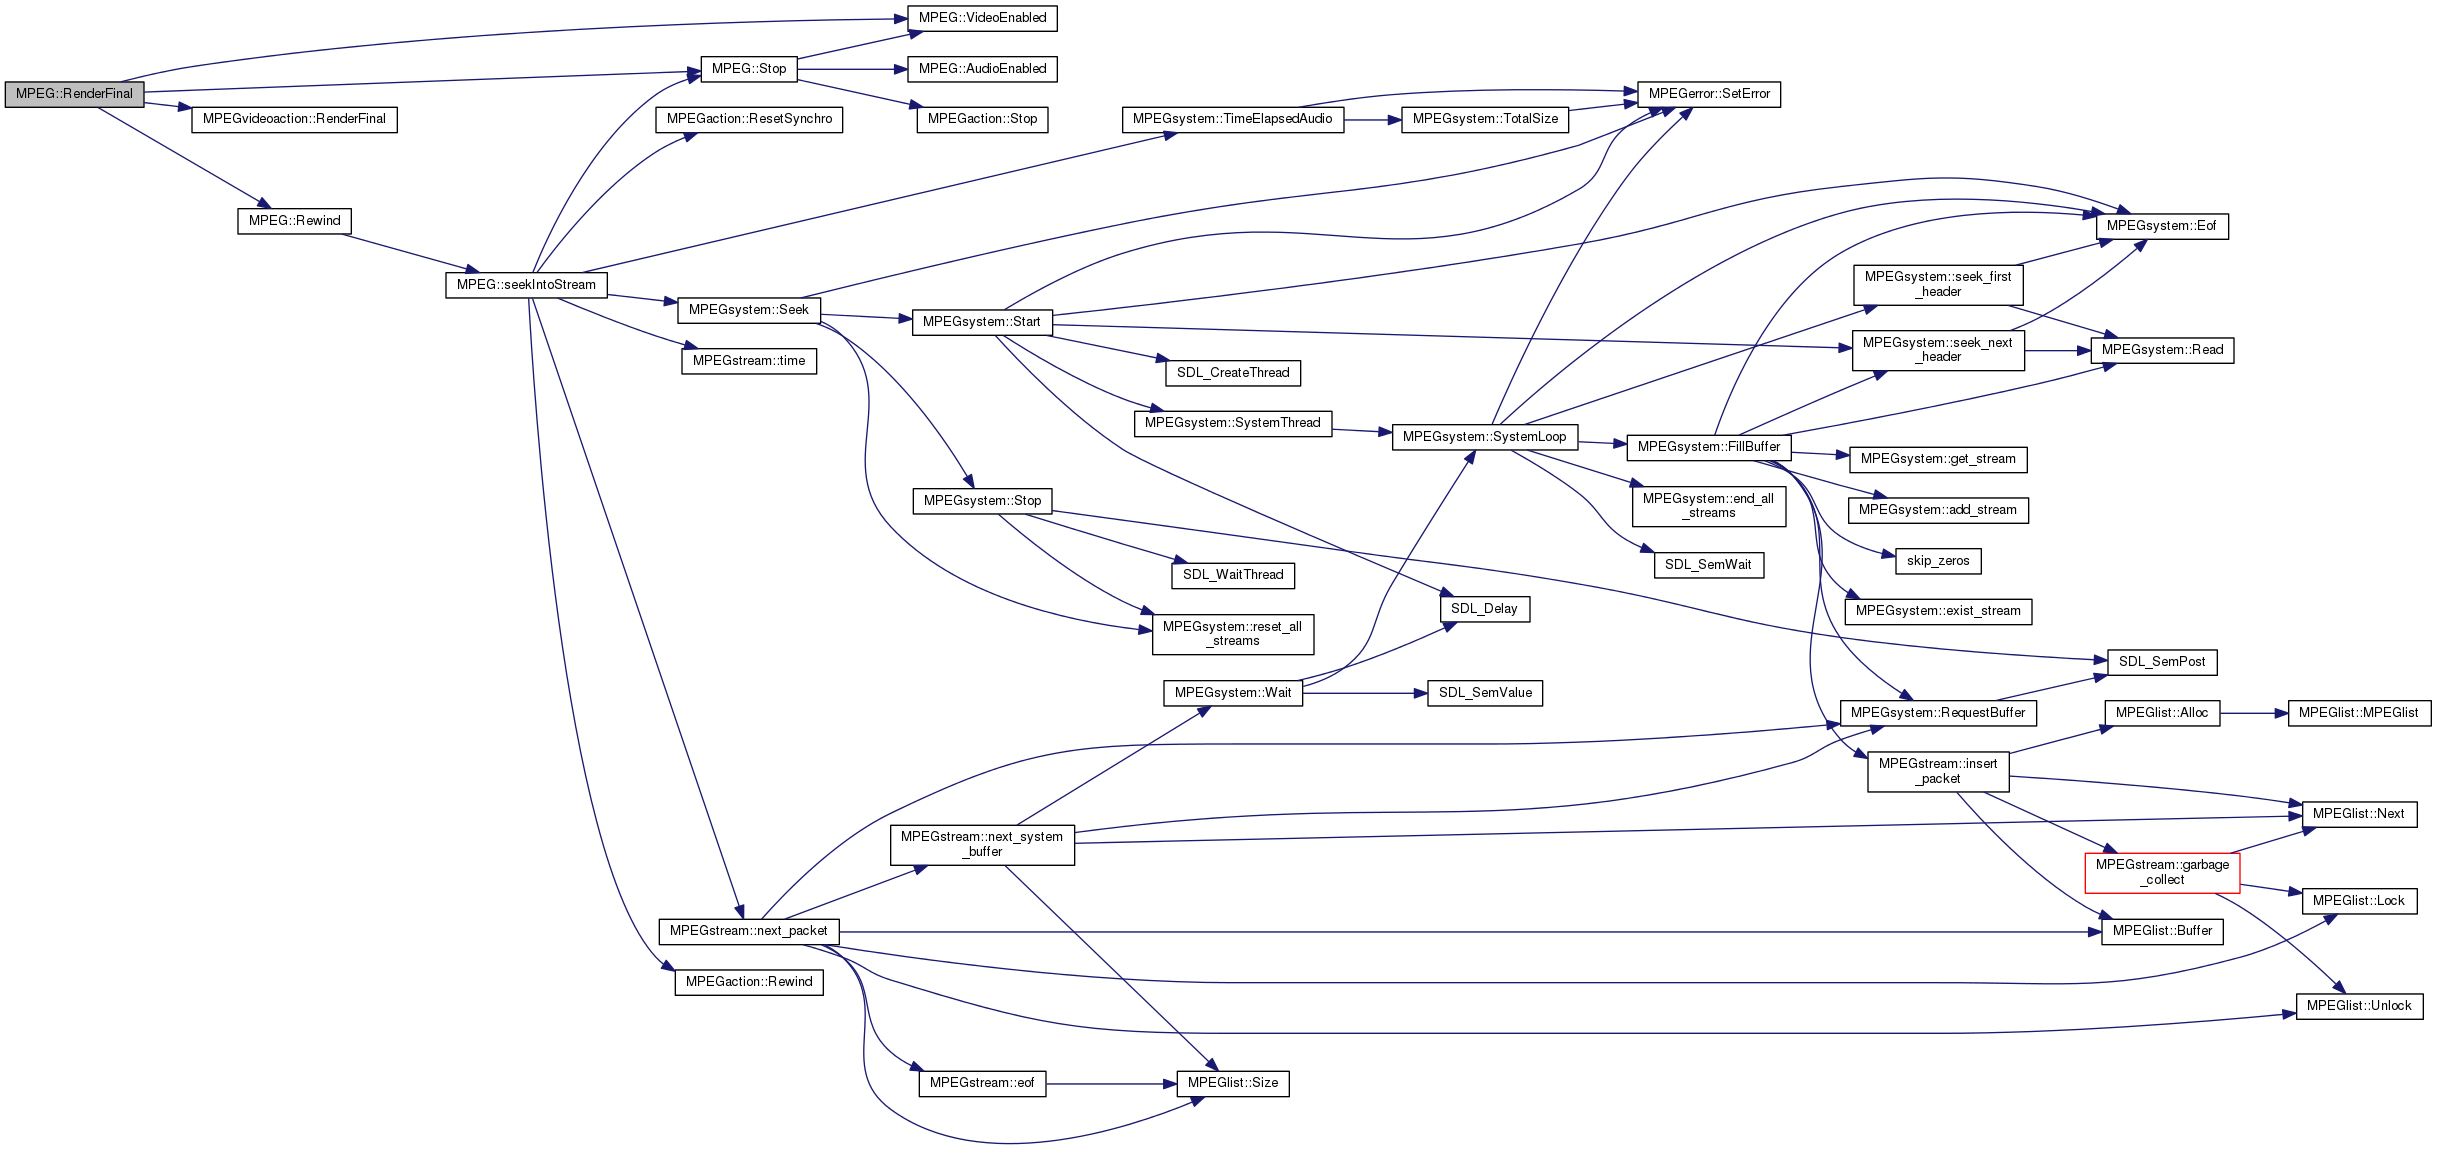 MPEG::RenderFinal
MPEG::VideoEnabled
MPEG::Stop
MPEG::AudioEnabled
MPEGvideoaction::RenderFinal
MPEGaction::ResetSynchro
MPEGaction::Stop
MPEGsystem::TimeElapsedAudio
MPEGsystem::TotalSize
MPEGerror::SetError
MPEG::Rewind
MPEG::seekIntoStream
MPEGsystem::Seek
MPEGstream::time
MPEGsystem::Start
SDL_CreateThread
MPEGsystem::SystemThread
MPEGsystem::SystemLoop
MPEGsystem::Eof
MPEGsystem::seek_first
_header
MPEGsystem::seek_next
_header
MPEGsystem::Read
MPEGsystem::FillBuffer
MPEGsystem::get_stream
MPEGsystem::add_stream
MPEGsystem::end_all
_streams
SDL_SemWait
skip_zeros
MPEGsystem::exist_stream
MPEGsystem::Stop
SDL_WaitThread
MPEGsystem::reset_all
_streams
SDL_Delay
SDL_SemPost
MPEGsystem::Wait
SDL_SemValue
MPEGsystem::RequestBuffer
MPEGlist::Alloc
MPEGlist::MPEGlist
MPEGstream::insert
_packet
MPEGlist::Next
MPEGstream::next_system
_buffer
MPEGstream::garbage
_collect
MPEGlist::Lock
MPEGstream::next_packet
MPEGlist::Buffer
MPEGaction::Rewind
MPEGlist::Unlock
MPEGstream::eof
MPEGlist::Size